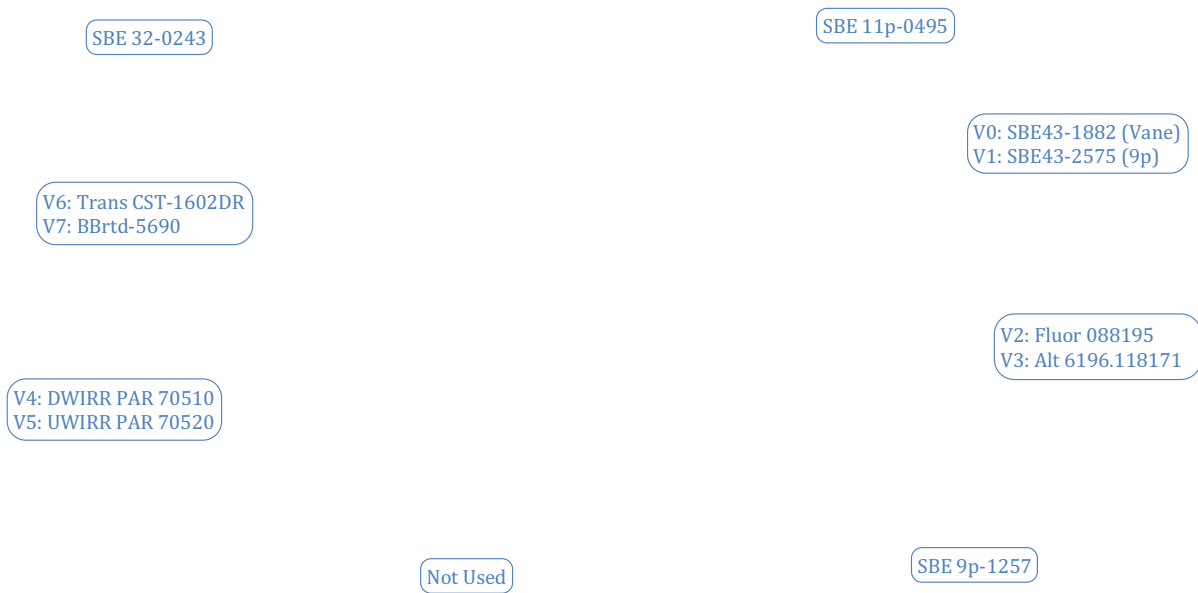 SBE 32-0243
SBE 11p-0495
V0: SBE43-1882 (Vane)
V1: SBE43-2575 (9p)
V6: Trans CST-1602DR
V7: BBrtd-5690
V2: Fluor 088195
V3: Alt 6196.118171
V4: DWIRR PAR 70510
V5: UWIRR PAR 70520
SBE 9p-1257
Not Used